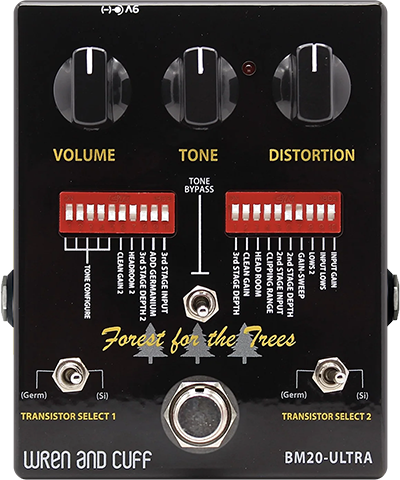 9V
VOLUME
TONE
DISTORTION
TONE
BYPASS
TONE CONFIGURE
CLEAN GAIN 2
HEADROOM 2
3rd STAGE DEPTH 2
ADD GERMANIUM
3rd STAGE INPUT
3rd STAGE DEPTH
CLEAN GAIN
HEAD ROOM
CLIPPING RANGE
2nd STAGE INPUT
2nd STAGE DEPTH
GAIN-SWEEP
LOWS 2
INPUT LOWS
INPUT GAIN
Forest for the Trees
(Germ)
(Si)
(Germ)
(Si)
TRANSISTOR SELECT 1
TRANSISTOR SELECT 2
WREN AND CUFF
BM20-ULTRA